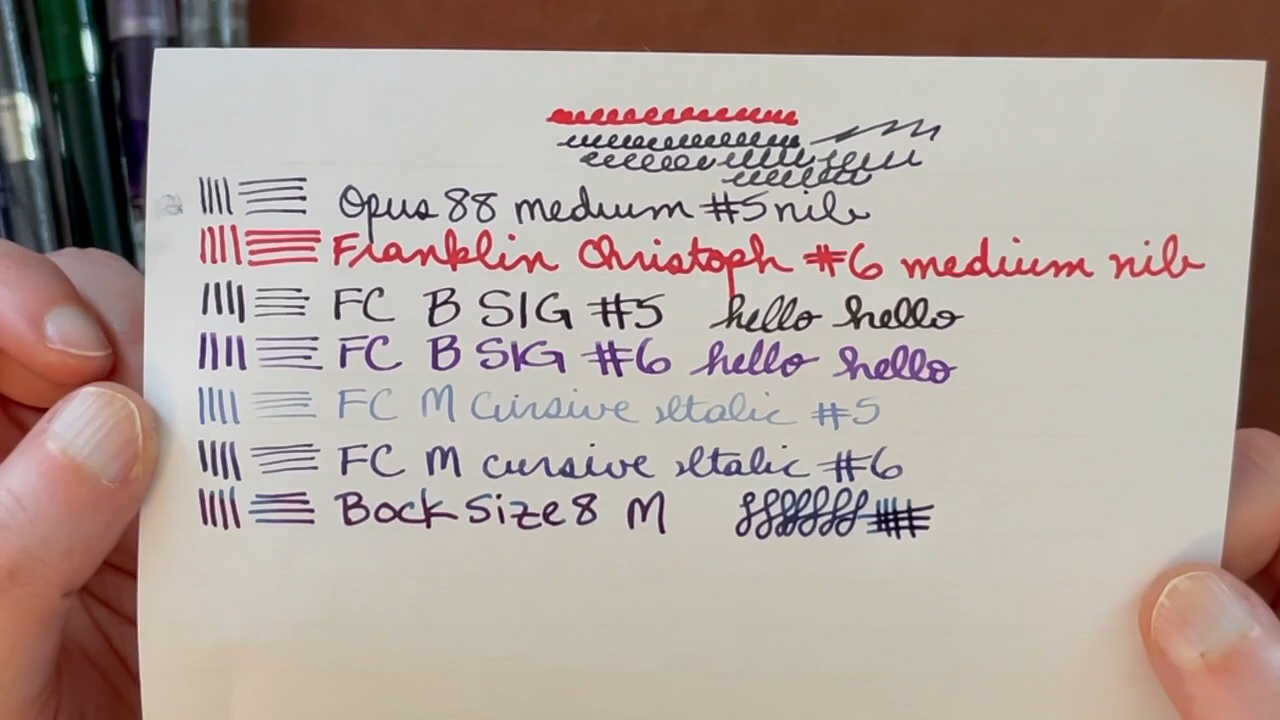 Opus 88 medium #5 nib
Franklin Christoph #6 medium nib
FC B SIG #5 hello hello
FC B SIG #6 hello hello
FC M Cursive Italic #5
FC M cursive Italic #6
Bock Size 8 M